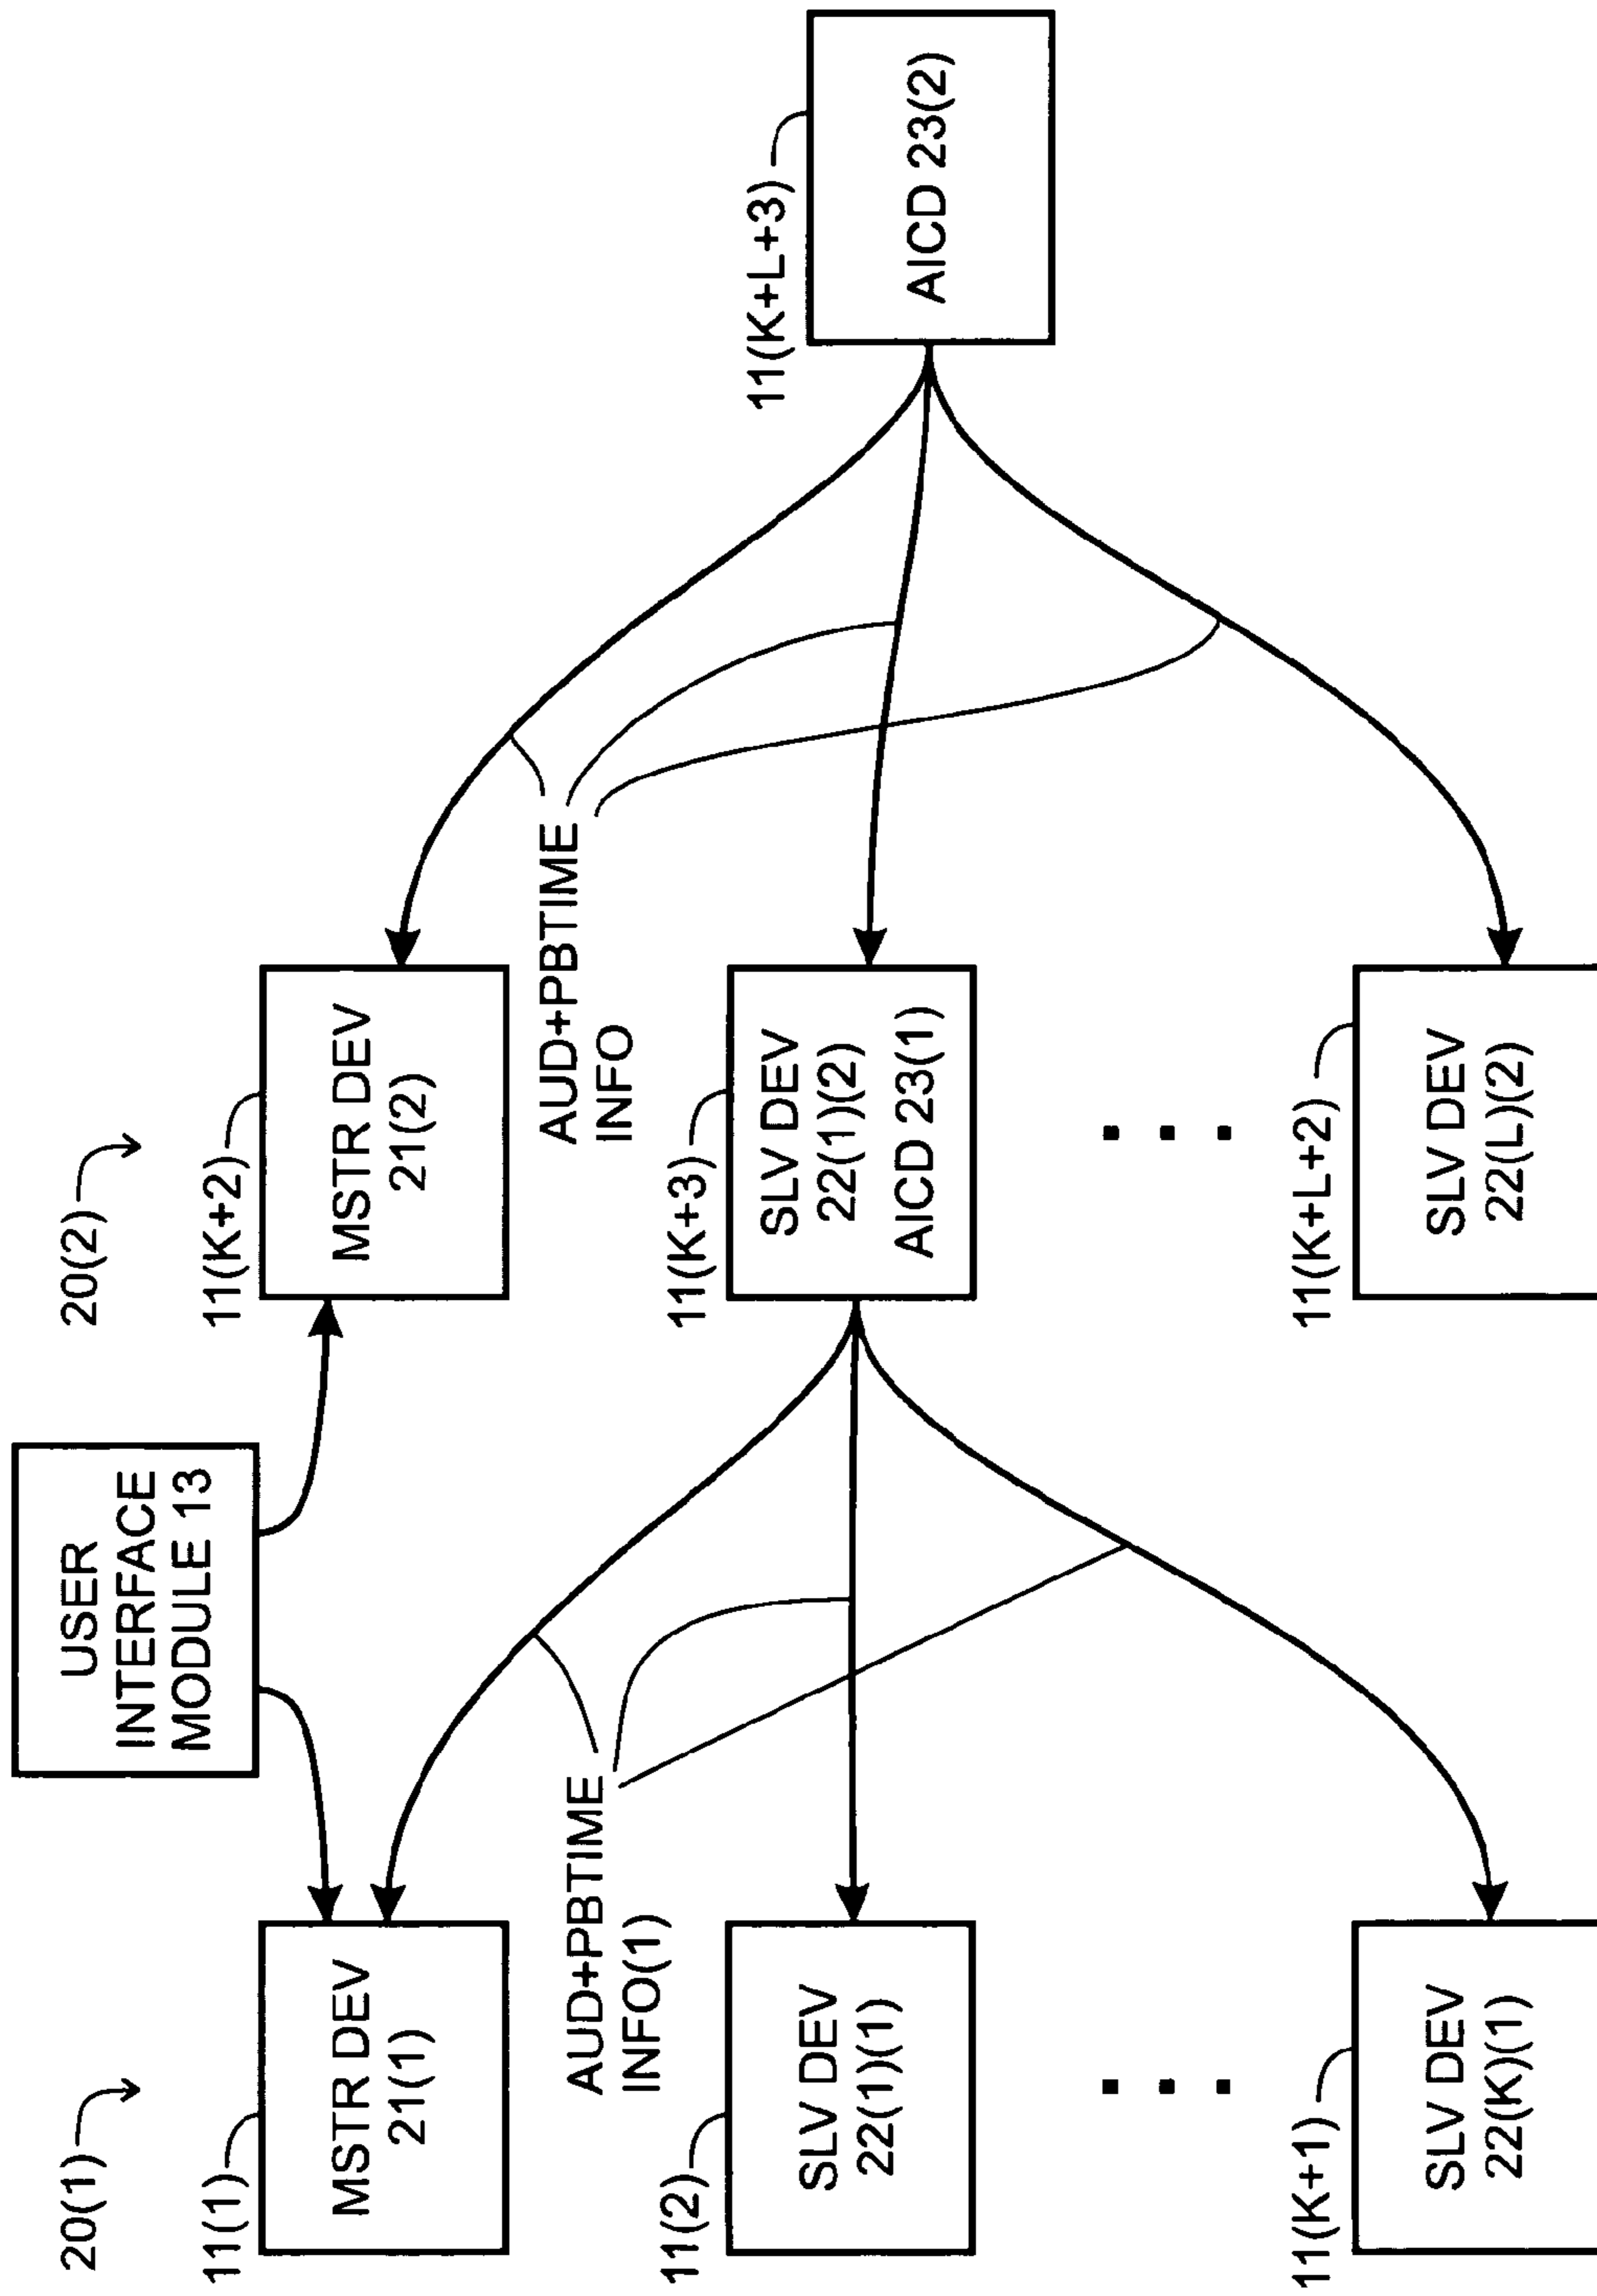 USER
INTERFACE
MODULE 13
20(1)
20(2)
11(1)
MSTR DEV
21(1)
11(K+2)
MSTR DEV
21(2)
AUD+PBTIME
INFO(1)
AUD+PBTIME
INFO
11(2)
SLV DEV
22(1)(1)
11(K+3)
SLV DEV
22(1)(2)
AICD 23(1)
11(K+L+3)
AICD 23(2)
11(K+1)
SLV DEV
22(K)(1)
11(K+L+2)
SLV DEV
22(L)(2)